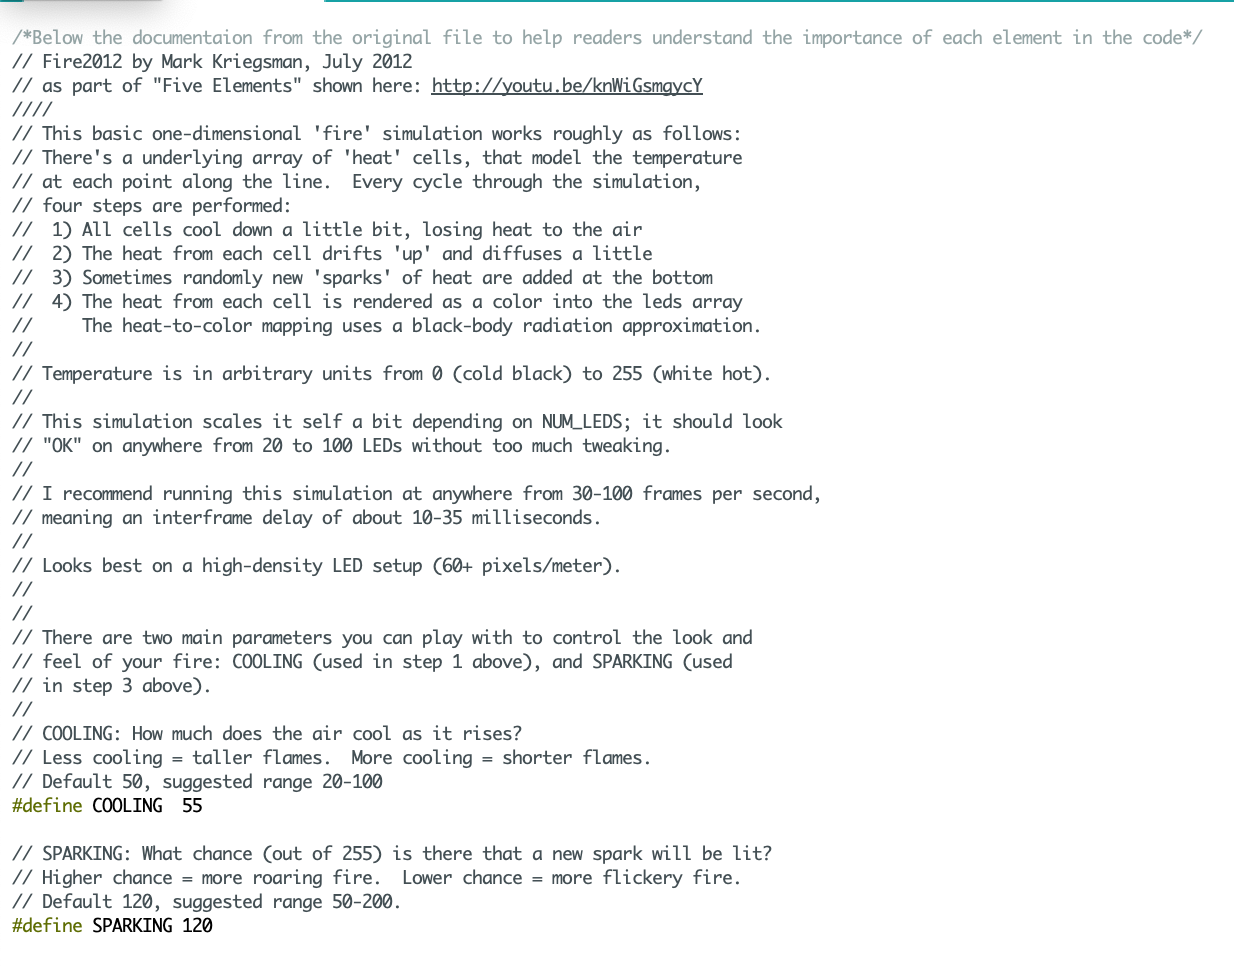 /*Below the documentaion from the original file to help readers understand the importance of each element in the code*/
// Fire2012 by Mark Kriegsman, July 2012
// as part of "Five Elements" shown here: http://youtu.be/knWiGsmgycY
////
// This basic one-dimensional 'fire' simulation works roughly as follows:
// There's a underlying array of 'heat' cells, that model the temperature
// at each point along the line.  Every cycle through the simulation,
// four steps are performed:
//  1) All cells cool down a little bit, losing heat to the air
//  2) The heat from each cell drifts 'up' and diffuses a little
//  3) Sometimes randomly new 'sparks' of heat are added at the bottom
//  4) The heat from each cell is rendered as a color into the leds array
//     The heat-to-color mapping uses a black-body radiation approximation.
//
// Temperature is in arbitrary units from 0 (cold black) to 255 (white hot).
//
// This simulation scales it self a bit depending on NUM_LEDS; it should look
// "OK" on anywhere from 20 to 100 LEDs without too much tweaking.
//
// I recommend running this simulation at anywhere from 30-100 frames per second,
// meaning an interframe delay of about 10-35 milliseconds.
//
// Looks best on a high-density LED setup (60+ pixels/meter).
//
//
// There are two main parameters you can play with to control the look and
// feel of your fire: COOLING (used in step 1 above), and SPARKING (used
// in step 3 above).
//
// COOLING: How much does the air cool as it rises?
// Less cooling = taller flames.  More cooling = shorter flames.
// Default 50, suggested range 20-100
#define COOLING  55
// SPARKING: What chance (out of 255) is there that a new spark will be lit?
// Higher chance = more roaring fire.  Lower chance = more flickery fire.
// Default 120, suggested range 50-200.
#define SPARKING 120